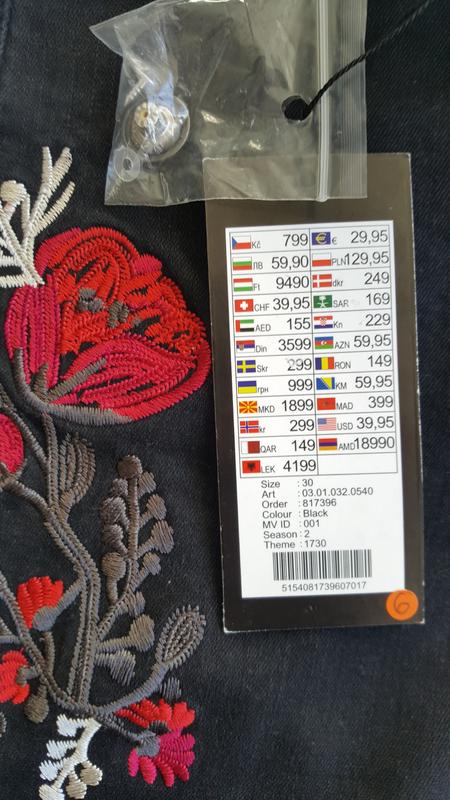 Kč 799 € 29,95
ЛВ 59,90 PLN 129,95
Ft 9490 dkr 249
CHF 39,95 SAR 169
AED 155 Kn 229
Din 3599 AZN 59,95
Skr 299 RON 149
грн 999 KM 59,95
MKD 1899 MAD 399
kr 299 USD 39,95
QAR 149 AMD 18990
LEK 4199
Size : 30
Art : 03.01.032.0540
Order : 817396
Colour : Black
MV ID : 001
Season : 2
Theme : 1730
5154081739607017
6